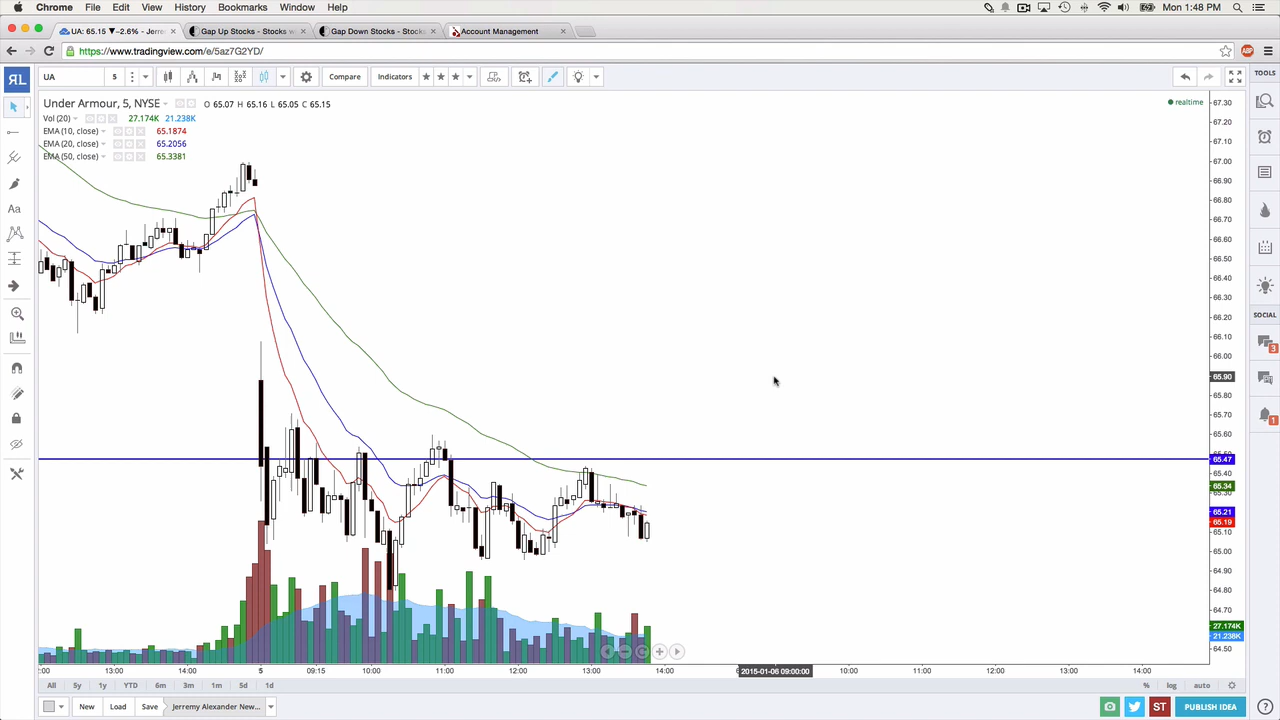 Chrome File Edit View History Bookmarks Window Help Mon 1:48 PM
UA: 65.15 ▼−2.6% - Jerre Gap Up Stocks - Stocks w Gap Down Stocks - Stocks Account Management
https://www.tradingview.com/e/5az7G2YD/
UA 5 Compare Indicators
TOOLS
Under Armour, 5, NYSE O 65.07 H 65.16 L 65.05 C 65.15
realtime
Vol (20) 27.174K 21.238K
EMA (10, close) 65.1874
EMA (20, close) 65.2056
EMA (50, close) 65.3381
Aa
67.30
67.20
67.10
67.00
66.90
66.80
66.70
66.60
66.50
66.40
66.30
66.20
66.10
66.00
65.90
65.80
65.70
65.60
65.47
65.40
65.34
65.30
65.21
65.19
65.10
65.00
64.90
64.80
64.70
27.174K
21.238K
64.50
SOCIAL
3
1
:00 13:00 14:00 5 09:15 10:00 11:00 12:00 13:00 14:00 2015-01-06 09:00:00 10:00 11:00 12:00 13:00 14:00
All 5y 1y YTD 6m 3m 1m 5d 1d % log auto
New Load Save Jerremy Alexander New... ST PUBLISH IDEA